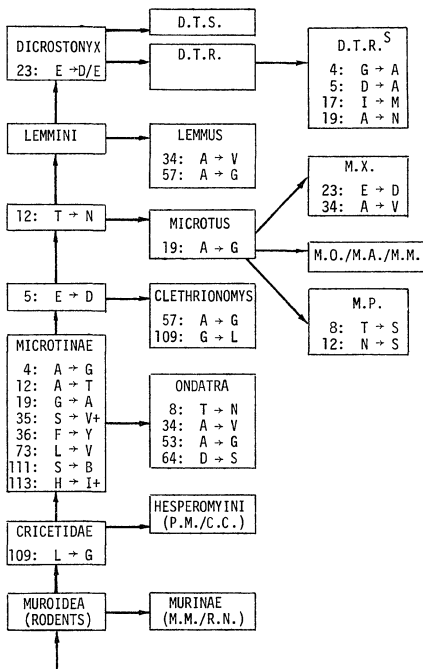 DICROSTONYX
23: E → D/E
D.T.S.
D.T.R.
D.T.R.S
4: G → A
5: D → A
17: I → M
19: A → N
LEMMINI
LEMMUS
34: A → V
57: A → G
M.X.
23: E → D
34: A → V
12: T → N
MICROTUS
19: A → G
M.O./M.A./M.M.
M.P.
8: T → S
12: N → S
5: E → D
CLETHRIONOMYS
57: A → G
109: G → L
MICROTINAE
4: A → G
12: A → T
19: G → A
35: S → V+
36: F → Y
73: L → V
111: S → B
113: H → I+
ONDATRA
8: T → N
34: A → V
53: A → G
64: D → S
CRICETIDAE
109: L → G
HESPEROMYINI
(P.M./C.C.)
MUROIDEA
(RODENTS)
MURINAE
(M.M./R.N.)